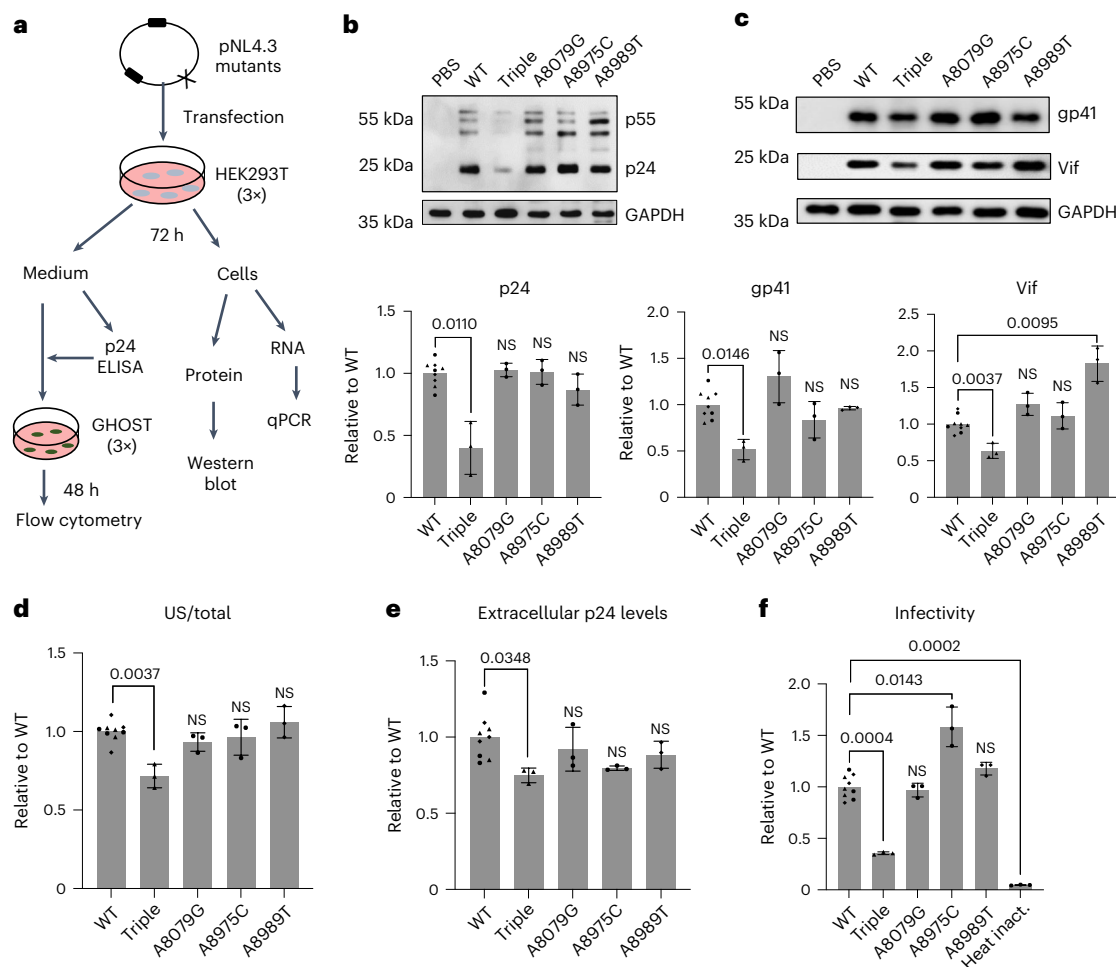 a
pNL4.3
mutants
Transfection
HEK293T
(3×)
72 h
Medium
Cells
p24
ELISA
RNA
Protein
qPCR
GHOST
(3×)
Western
blot
48 h
Flow cytometry
b
PBS
WT
Triple
A8079G
A8975C
A8989T
55 kDa
p55
25 kDa
p24
35 kDa
GAPDH
c
PBS
WT
Triple
A8079G
A8975C
A8989T
55 kDa
gp41
25 kDa
Vif
35 kDa
GAPDH
p24
Relative to WT
1.5
1.0
0.5
0
0.0110
NS
NS
NS
WT
Triple
A8079G
A8975C
A8989T
gp41
Relative to WT
2.0
1.5
1.0
0.5
0
0.0146
NS
NS
NS
WT
Triple
A8079G
A8975C
A8989T
Vif
2.5
2.0
1.5
1.0
0.5
0
0.0095
0.0037
NS
NS
WT
Triple
A8079G
A8975C
A8989T
d
US/total
Relative to WT
1.5
1.0
0.5
0
0.0037
NS
NS
NS
WT
Triple
A8079G
A8975C
A8989T
e
Extracellular p24 levels
Relative to WT
1.5
1.0
0.5
0
0.0348
NS
NS
NS
WT
Triple
A8079G
A8975C
A8989T
f
Infectivity
Relative to WT
2.0
1.5
1.0
0.5
0
0.0002
0.0143
0.0004
NS
NS
WT
Triple
A8079G
A8975C
A8989T
Heat inact.